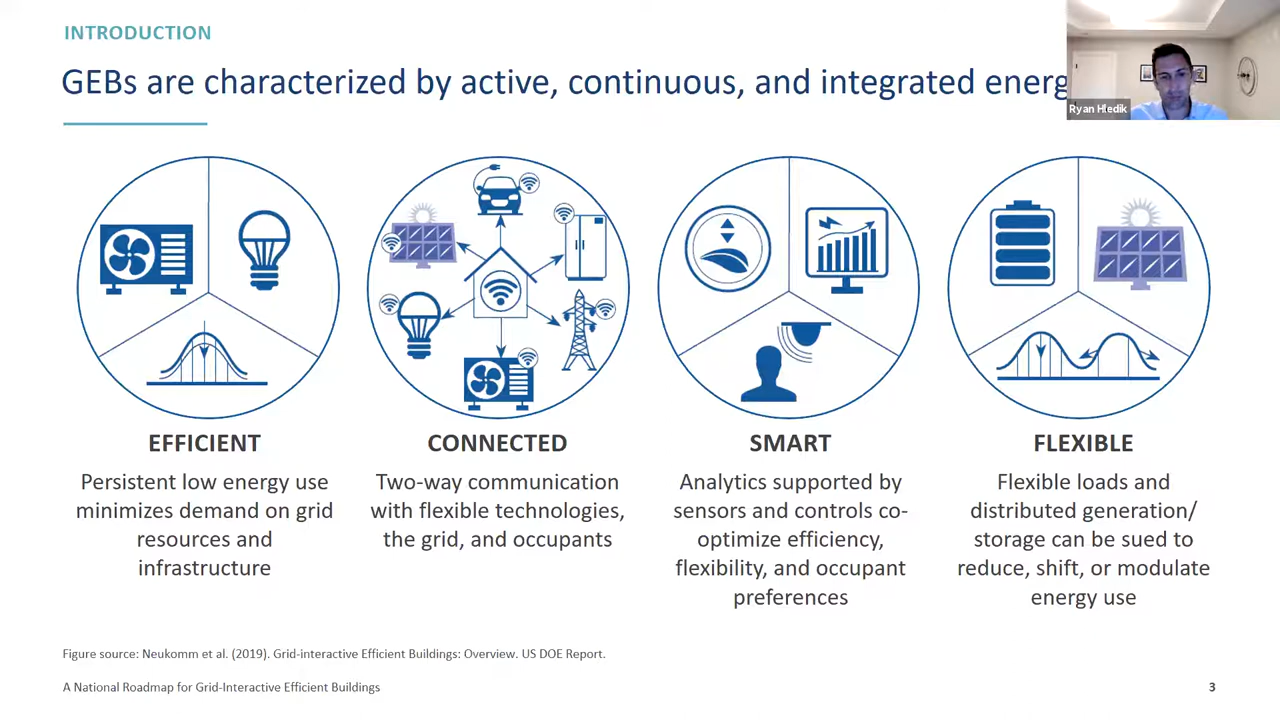 INTRODUCTION
GEBs are characterized by active, continuous, and integrated energ
Ryan Hledik
EFFICIENT
Persistent low energy use
minimizes demand on grid
resources and
infrastructure
CONNECTED
Two-way communication
with flexible technologies,
the grid, and occupants
SMART
Analytics supported by
sensors and controls co-
optimize efficiency,
flexibility, and occupant
preferences
FLEXIBLE
Flexible loads and
distributed generation/
storage can be sued to
reduce, shift, or modulate
energy use
Figure source: Neukomm et al. (2019). Grid-interactive Efficient Buildings: Overview. US DOE Report.
A National Roadmap for Grid-Interactive Efficient Buildings
3